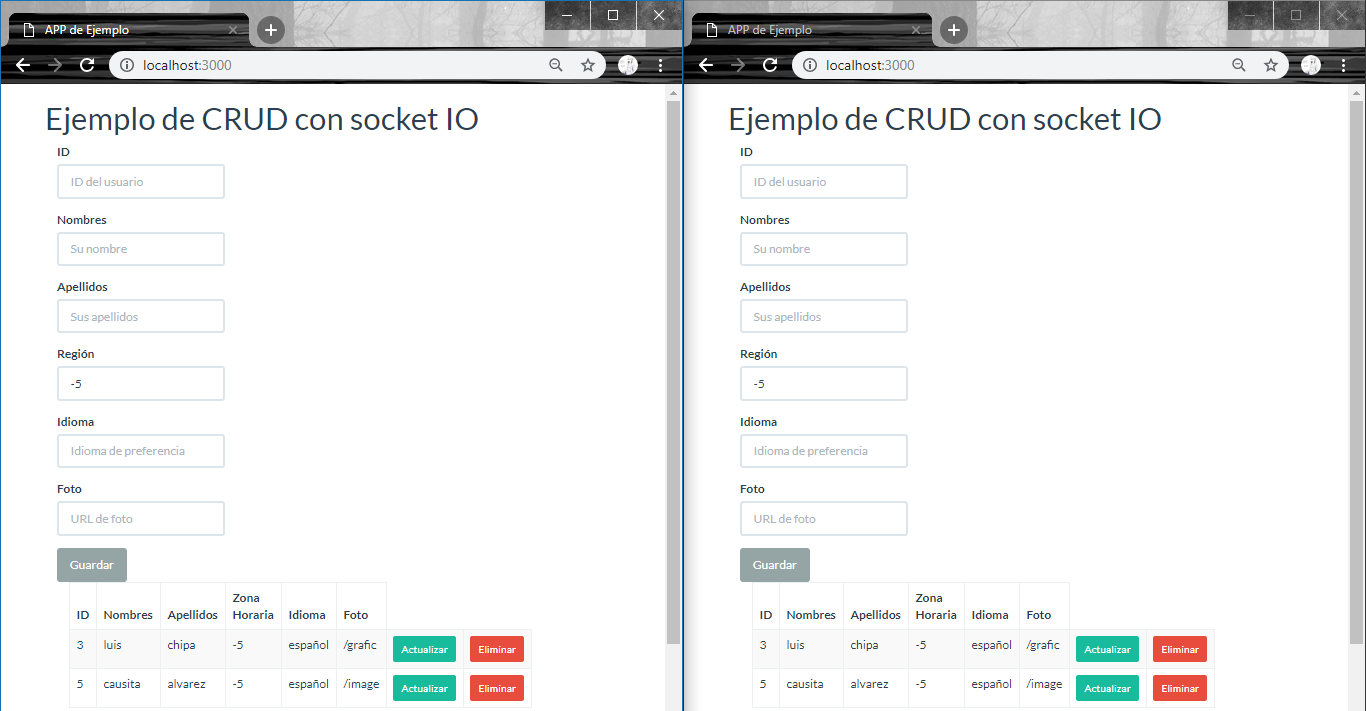 APP de Ejemplo
localhost:3000
Ejemplo de CRUD con socket IO
ID
ID del usuario
Nombres
Su nombre
Apellidos
Sus apellidos
Región
-5
Idioma
Idioma de preferencia
Foto
URL de foto
Guardar
ID Nombres Apellidos Zona Horaria Idioma Foto
3 luis chipa -5 español /grafic Actualizar Eliminar
5 causita alvarez -5 español /image Actualizar Eliminar
APP de Ejemplo
localhost:3000
Ejemplo de CRUD con socket IO
ID
ID del usuario
Nombres
Su nombre
Apellidos
Sus apellidos
Región
-5
Idioma
Idioma de preferencia
Foto
URL de foto
Guardar
ID Nombres Apellidos Zona Horaria Idioma Foto
3 luis chipa -5 español /grafic Actualizar Eliminar
5 causita alvarez -5 español /image Actualizar Eliminar